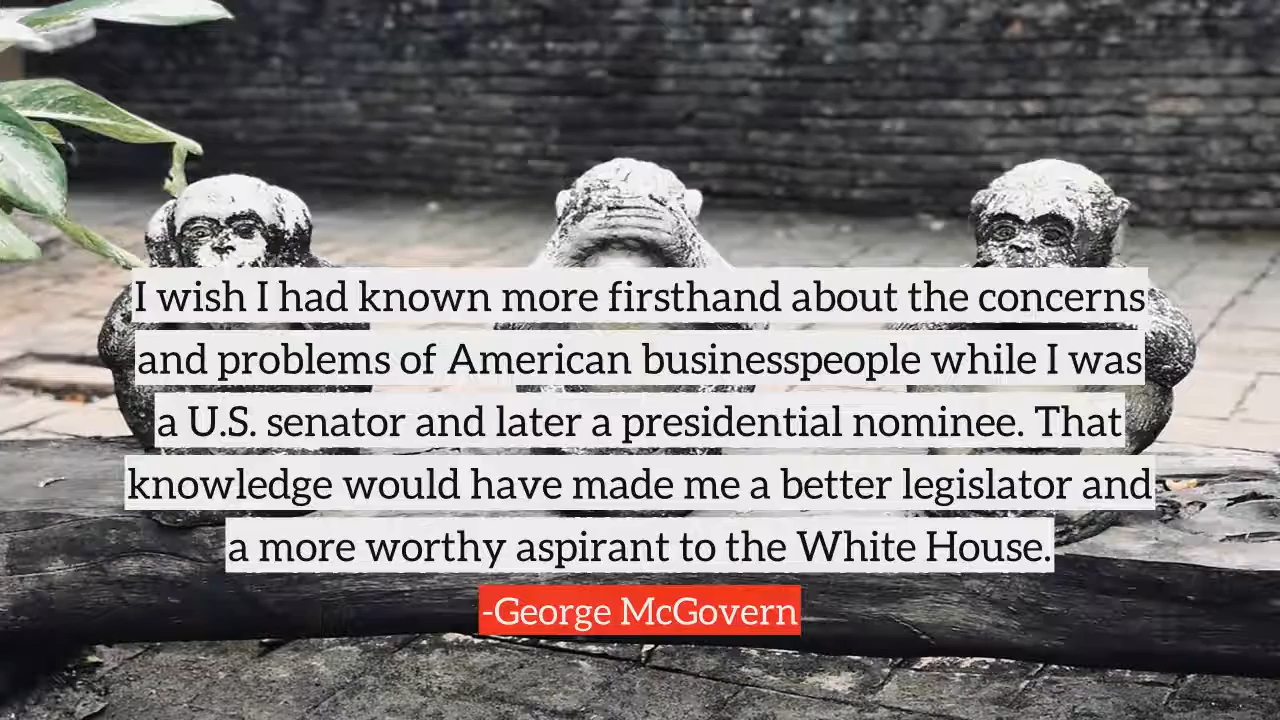 I wish I had known more firsthand about the concerns
and problems of American businesspeople while I was
a U.S. senator and later a presidential nominee. That
knowledge would have made me a better legislator and
a more worthy aspirant to the White House.
-George McGovern